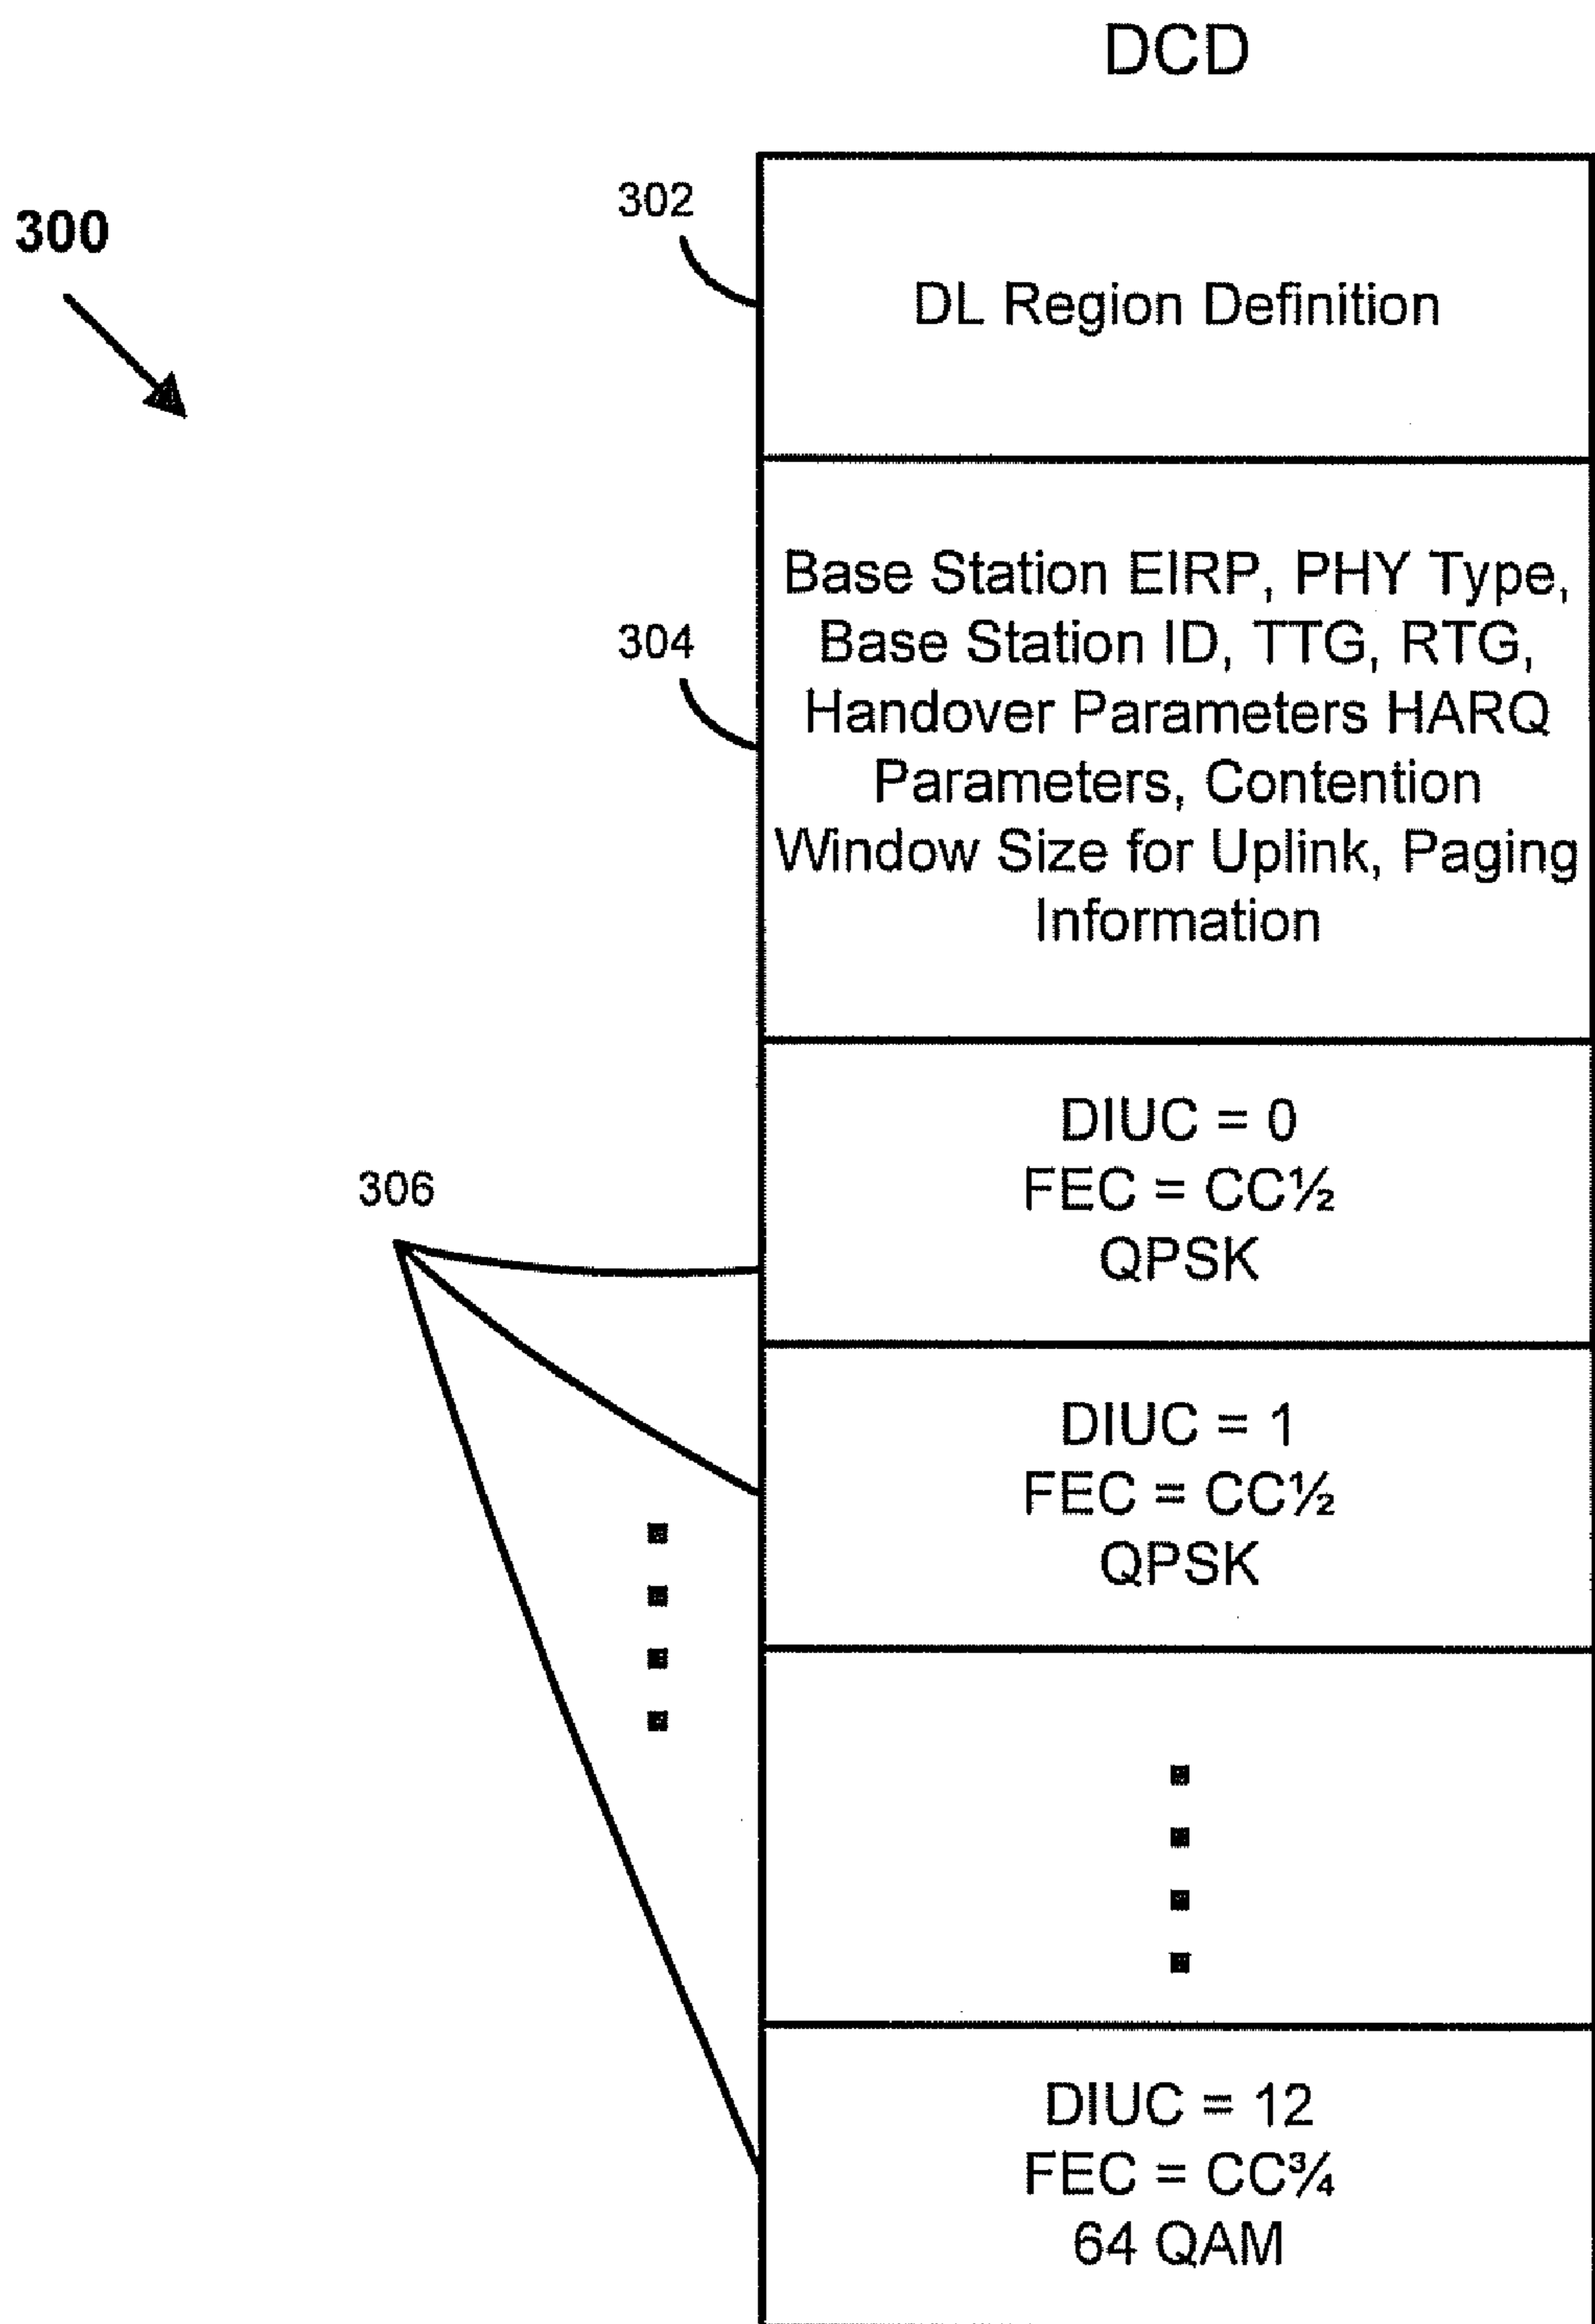 DCD
300
302
DL Region Definition
304
Base Station EIRP, PHY Type,
Base Station ID, TTG, RTG,
Handover Parameters HARQ
Parameters, Contention
Window Size for Uplink, Paging
Information
306
DIUC = 0
FEC = CC½
QPSK
DIUC = 1
FEC = CC½
QPSK
DIUC = 12
FEC = CC¾
64 QAM